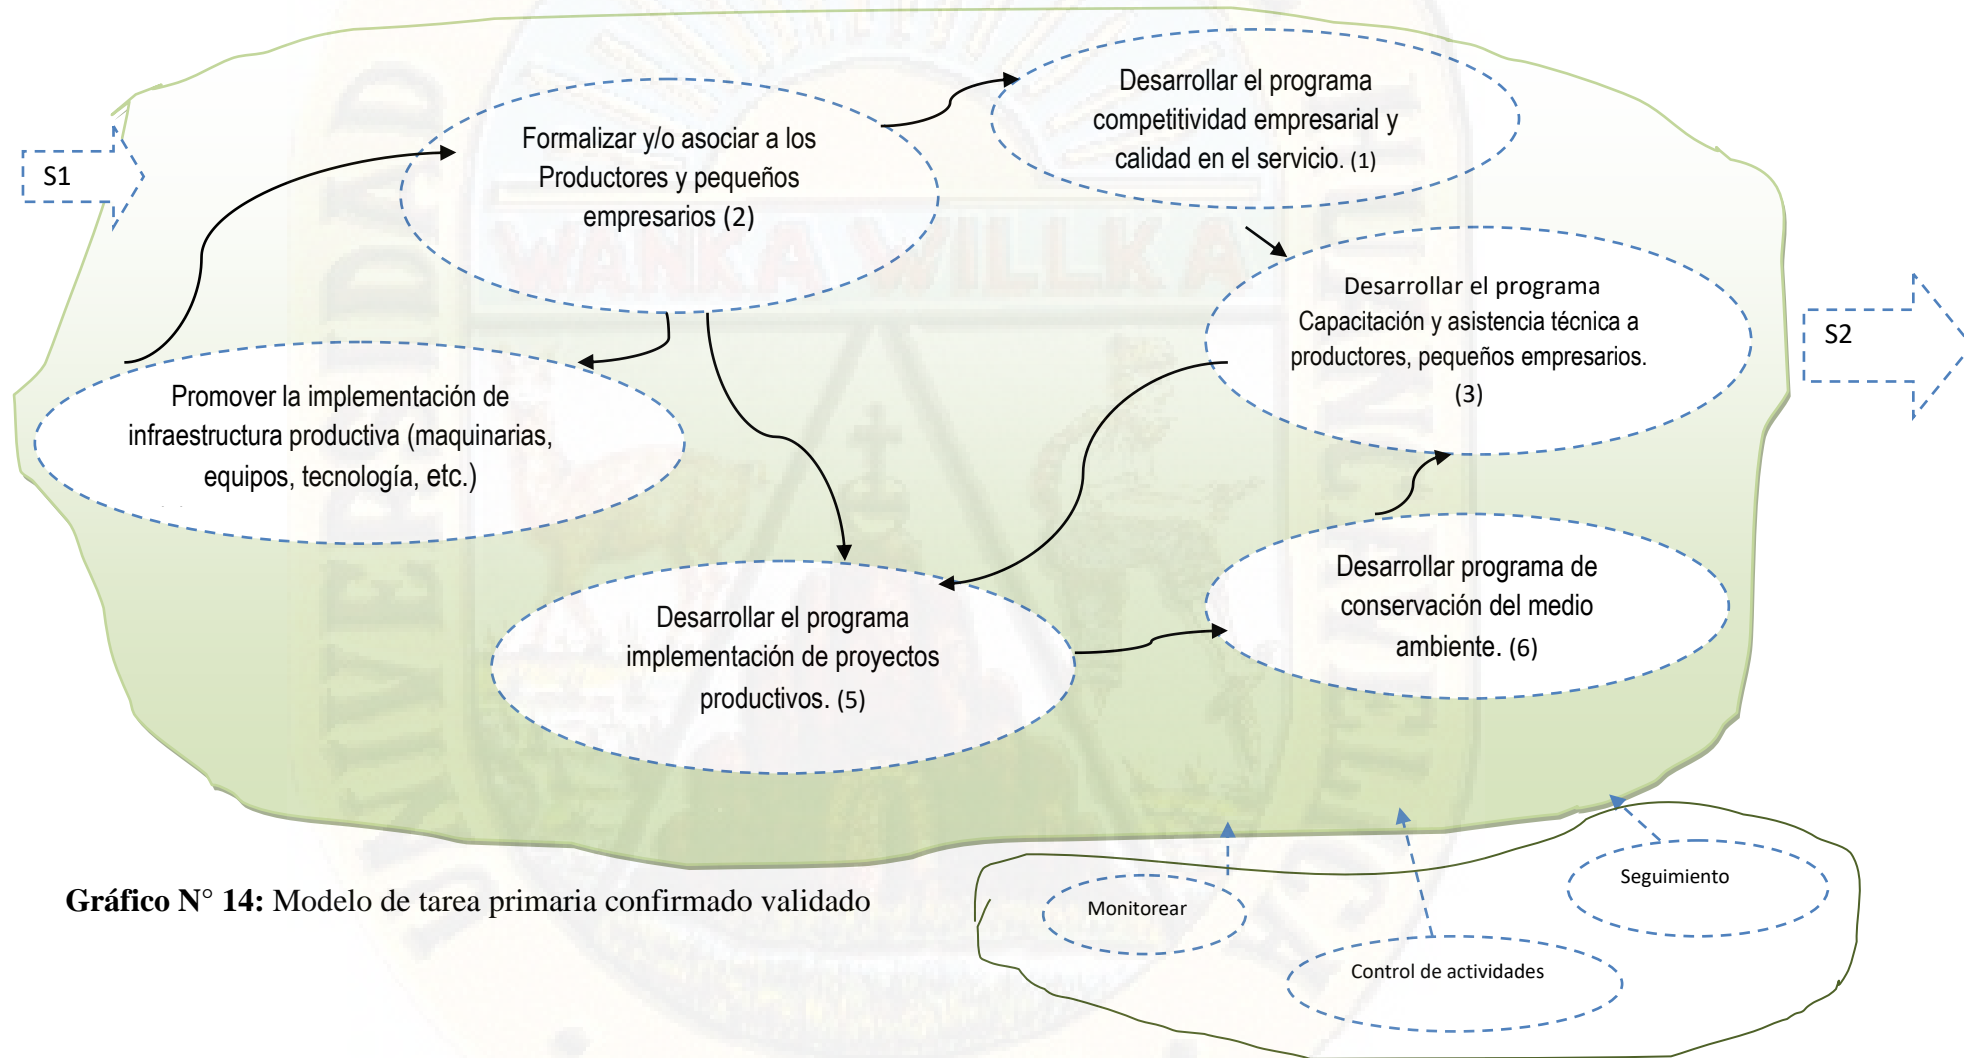 Desarrollar el programa
competitividad empresarial y
calidad en el servicio. (1)
Formalizar y/o asociar a los
Productores y pequeños
empresarios (2)
S1
WANKA WILLKA
UNIVERSIDAD
Desarrollar el programa
Capacitación y asistencia técnica a
productores, pequeños empresarios.
(3)
S2
Promover la implementación de
infraestructura productiva (maquinarias,
equipos, tecnología, etc.)
Desarrollar programa de
conservación del medio
ambiente. (6)
Desarrollar el programa
implementación de proyectos
productivos. (5)
Gráfico N° 14: Modelo de tarea primaria confirmado validado
Monitorear
Seguimiento
Control de actividades